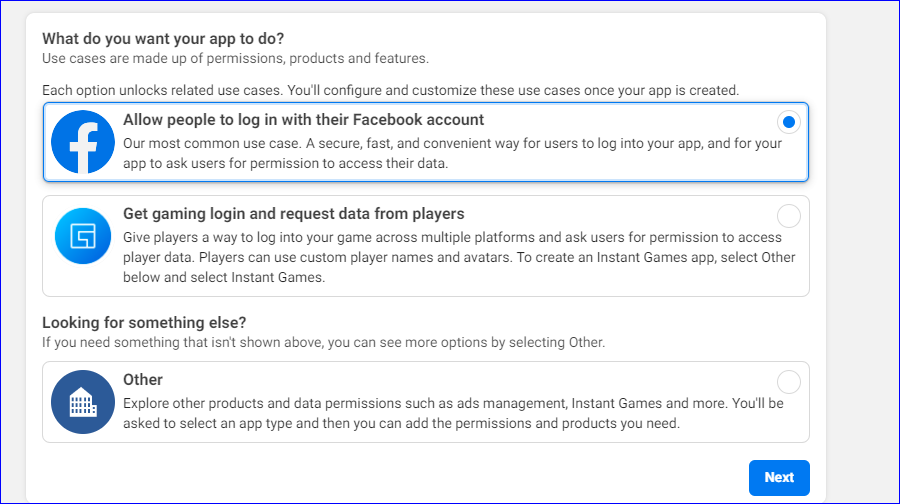 What do you want your app to do?
Use cases are made up of permissions, products and features.
Each option unlocks related use cases. You'll configure and customize these use cases once your app is created.
Allow people to log in with their Facebook account
Our most common use case. A secure, fast, and convenient way for users to log into your app, and for your
app to ask users for permission to access their data.
Get gaming login and request data from players
Give players a way to log into your game across multiple platforms and ask users for permission to access
player data. Players can use custom player names and avatars. To create an Instant Games app, select Other
below and select Instant Games.
Looking for something else?
If you need something that isn't shown above, you can see more options by selecting Other.
Other
Explore other products and data permissions such as ads management, Instant Games and more. You'll be
asked to select an app type and then you can add the permissions and products you need.
Next